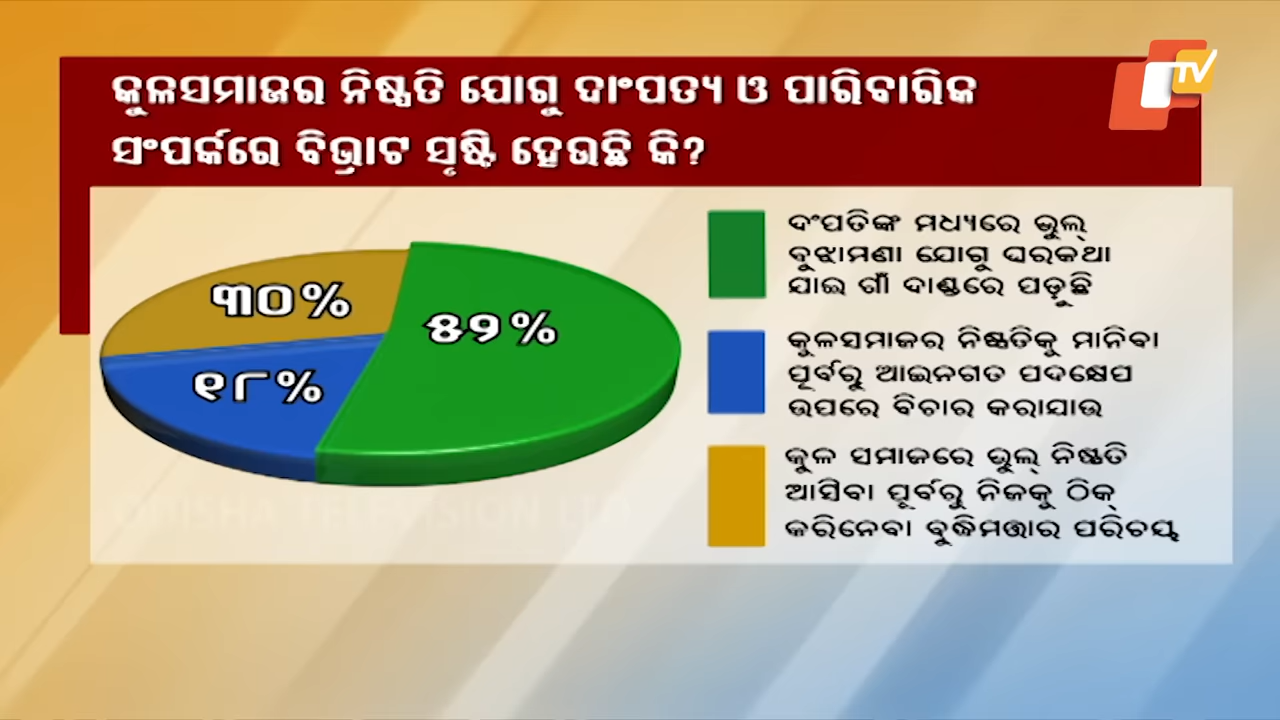 କୁଳସମାଜର ନିଷ୍ପତି ଯୋଗୁ ଦାଂପତ୍ୟ ଓ ପାରିବାରିକ
ସଂପର୍କରେ ବିଭ୍ରାଟ ସୃଷ୍ଟି ହେଉଛି କି?
TV
୩୦%
୫୨%
୧୮%
ଦଂପତିଙ୍କ ମଧ୍ୟରେ ଭୁଲ୍
ବୁଝାମଣା ଯୋଗୁ ଘରକଥା
ଯାଇ ଗାଁ ଦାଣ୍ଡରେ ପଡ଼ୁଛି
କୁଳସମାଜର ନିଷ୍ପତିକୁ ମାନିବା
ପୂର୍ବରୁ ଆଇନଗତ ପଦକ୍ଷେପ
ଉପରେ ବିଚାର କରାଯାଉ
କୁଳ ସମାଜରେ ଭୁଲ୍ ନିଷ୍ପତି
ଆସିବା ପୂର୍ବରୁ ନିଜକୁ ଠିକ୍
କରିନେବା ବୁଦ୍ଧିମତ୍ତାର ପରିଚୟ